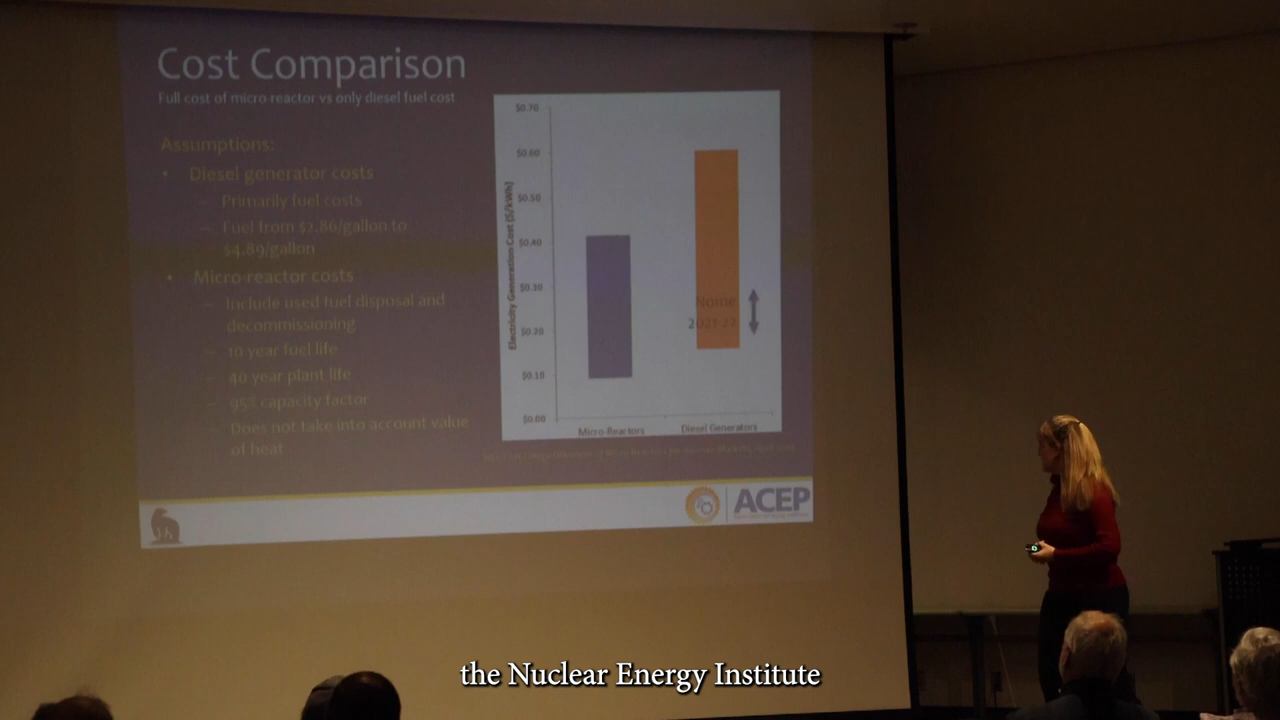 Cost Comparison
Full cost of micro-reactor vs only diesel fuel cost
Assumptions:
• Diesel generator costs
– Primarily fuel costs
– Fuel from $2.86/gallon to
$4.89/gallon
• Micro-reactor costs
– Include used fuel disposal and
decommissioning
– 10 year fuel life
– 40 year plant life
– 95% capacity factor
– Does not take into account value
of heat
Electricity Generation Cost ($/kWh)
$0.70
$0.60
$0.50
$0.40
$0.30
$0.20
$0.10
$0.00
Nome
2021-22
Micro-Reactors
Diesel Generators
ACEP
the Nuclear Energy Institute